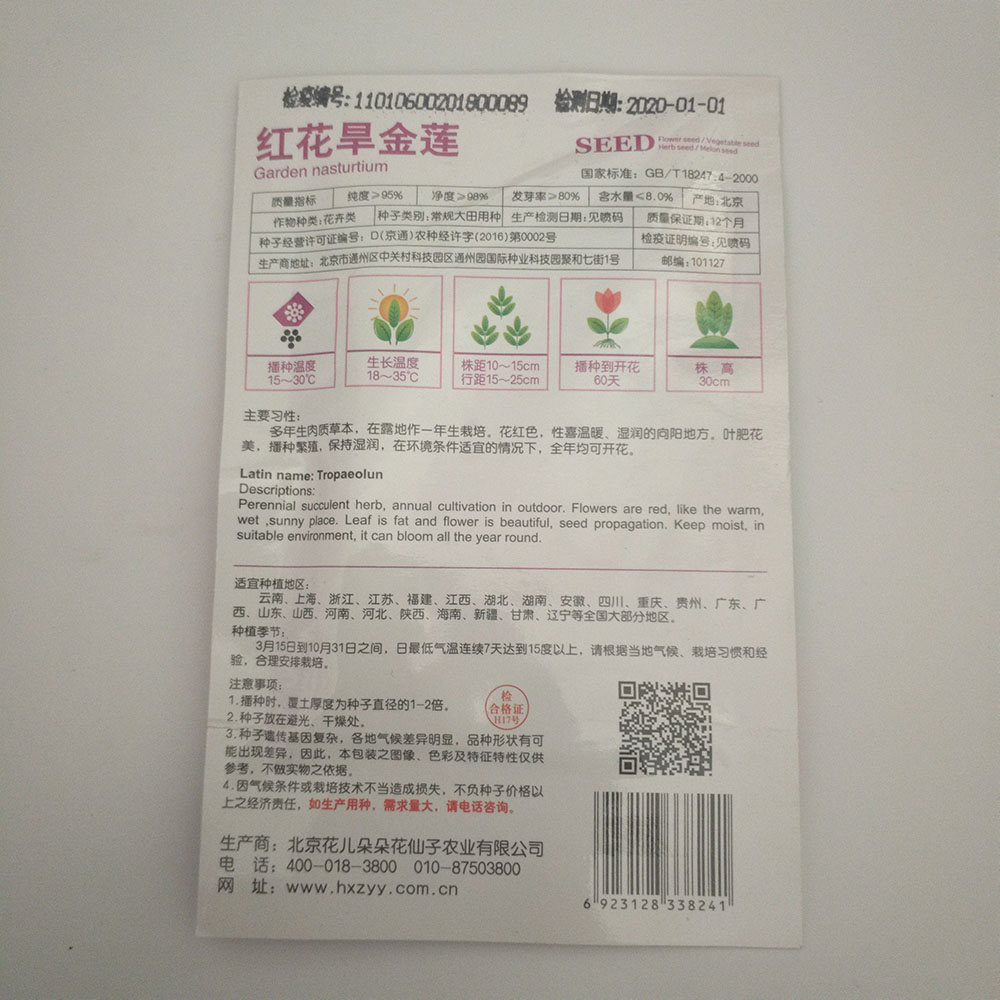 检疫编号:11010600201800089 检测日期:2020-01-01
红花旱金莲
Garden nasturtium
SEED Flower seed / Vegetable seed
Herb seed / Melon seed
国家标准：GB/T18247.4-2000
质量指标 纯度≥95% 净度≥98% 发芽率≥80% 含水量≤8.0% 产地:北京
作物种类:花卉类 种子类别:常规大田用种 生产检测日期:见喷码 质量保证期:12个月
种子经营许可证编号：D(京通)农种经许字(2016)第0002号 检疫证明编号:见喷码
生产商地址：北京市通州区中关村科技园区通州园国际种业科技园聚和七街1号 邮编:101127
播种温度
15～30℃
生长温度
18～35℃
株距10～15cm
行距15～25cm
播种到开花
60天
株 高
30cm
主要习性：
多年生肉质草本，在露地作一年生栽培。花红色，性喜温暖、湿润的向阳地方。叶肥花
美，播种繁殖，保持湿润，在环境条件适宜的情况下，全年均可开花。
Latin name: Tropaeolun
Descriptions:
Perennial succulent herb, annual cultivation in outdoor. Flowers are red, like the warm,
wet ,sunny place. Leaf is fat and flower is beautiful, seed propagation. Keep moist, in
suitable environment, it can bloom all the year round.
适宜种植地区：
云南、上海、浙江、江苏、福建、江西、湖北、湖南、安徽、四川、重庆、贵州、广东、广
西、山东、山西、河南、河北、陕西、海南、新疆、甘肃、辽宁等全国大部分地区。
种植季节：
3月15日到10月31日之间，日最低气温连续7天达到15度以上，请根据当地气候、栽培习惯和经
验，合理安排栽培。
注意事项：
1.播种时，覆土厚度为种子直径的1-2倍。
2.种子放在避光、干燥处。
3.种子遗传基因复杂，各地气候差异明显，品种形状有可
能出现差异，因此，本包装之图像、色彩及特征特性仅供
参考，不做实物之依据。
4.因气候条件或栽培技术不当造成损失，不负种子价格以
上之经济责任，如生产用种，需求量大，请电话咨询。
检
合格证
H17号
生产商：北京花儿朵朵花仙子农业有限公司
电 话：400-018-3800 010-87503800
网 址：www.hxzyy.com.cn
6 923128 338241